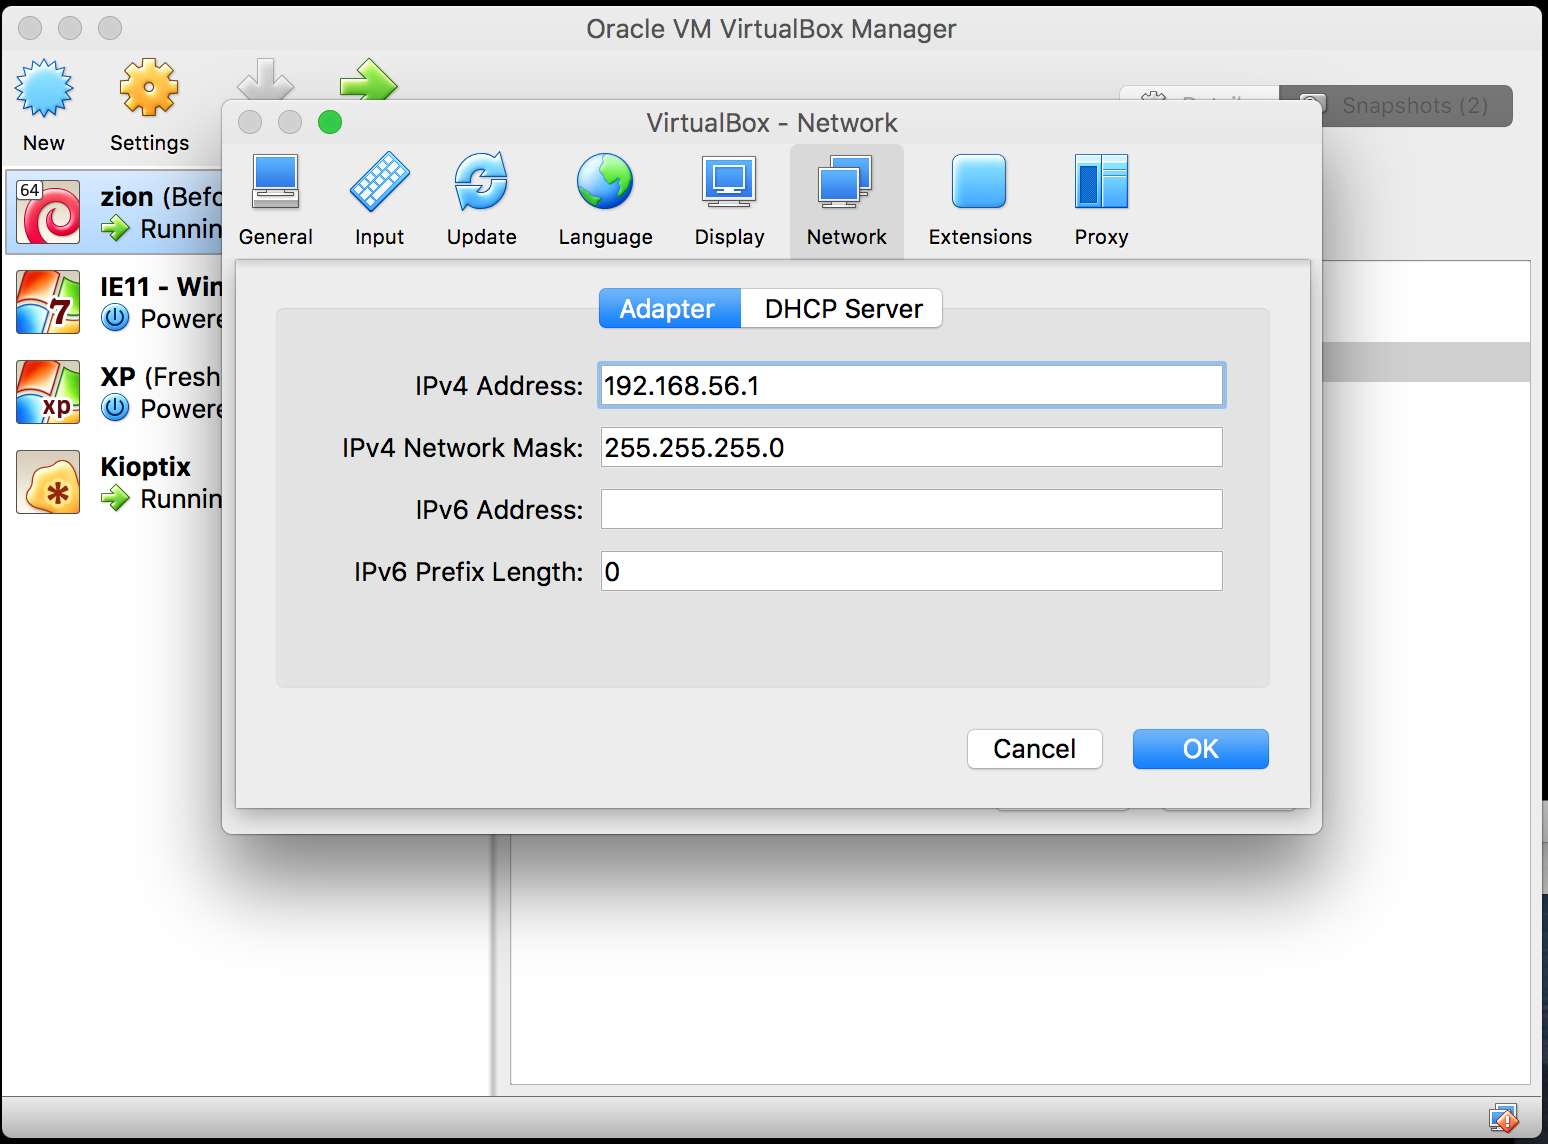 Oracle VM VirtualBox Manager
New
Settings
Snapshots (2)
VirtualBox - Network
General
Input
Update
Language
Display
Network
Extensions
Proxy
64
zion (Befo
Runnin
IE11 - Win
7
Powere
XP (Fresh
xp
Powere
Kioptix
Runnin
Adapter
DHCP Server
IPv4 Address: 192.168.56.1
IPv4 Network Mask: 255.255.255.0
IPv6 Address:
IPv6 Prefix Length: 0
Cancel
OK